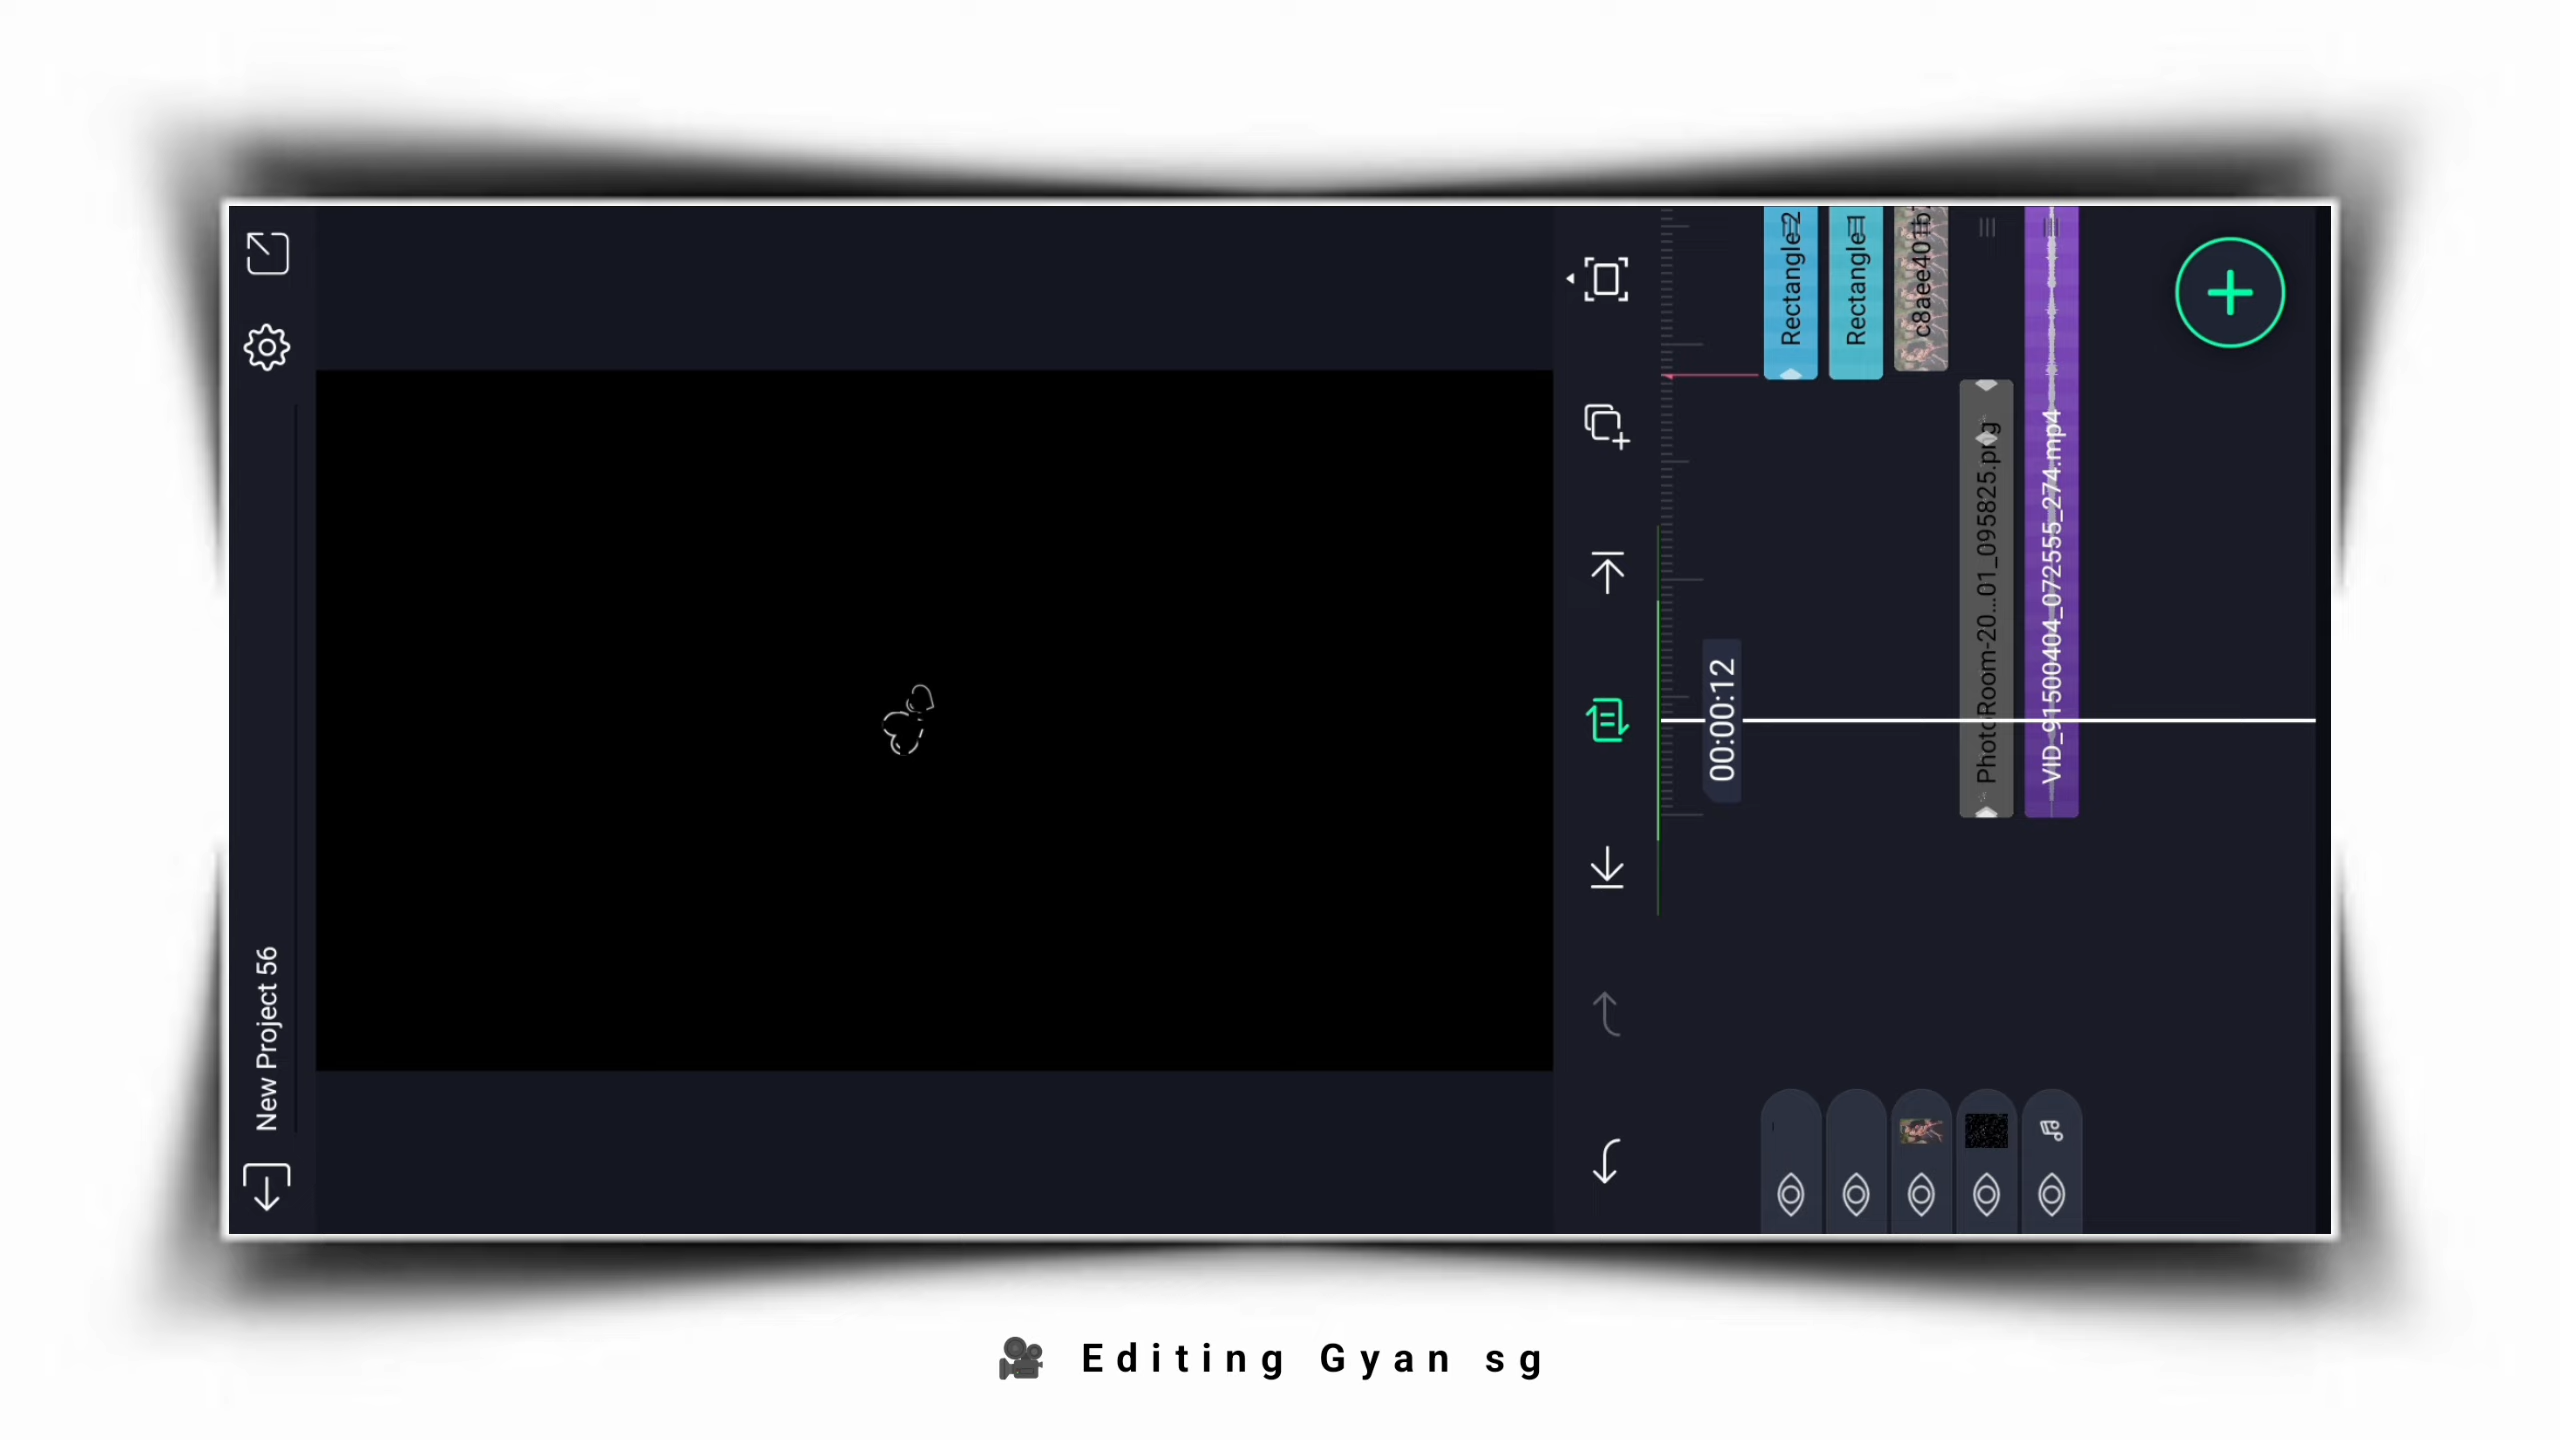 New Project 56
00:00:12
Rectangle 2
Rectangle 1
c8aee401b
PhotoRoom-20...01_095825.png
VID_91500404_072555_274.mp4
Editing Gyan sg